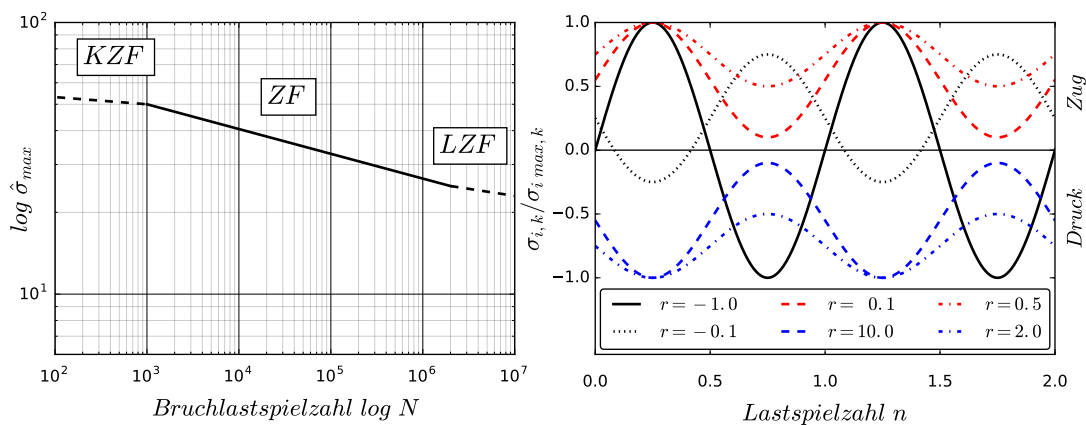 10²
10¹
log σ̂max
KZF
ZF
LZF
10² 10³ 10⁴ 10⁵ 10⁶ 10⁷
Bruchlastspielzahl log N
1.0
0.5
0.0
−0.5
−1.0
σi,k/σi max,k
Zug
Druck
r = −1.0 r = 0.1 r = 0.5
r = −0.1 r = 10.0 r = 2.0
0.0 0.5 1.0 1.5 2.0
Lastspielzahl n